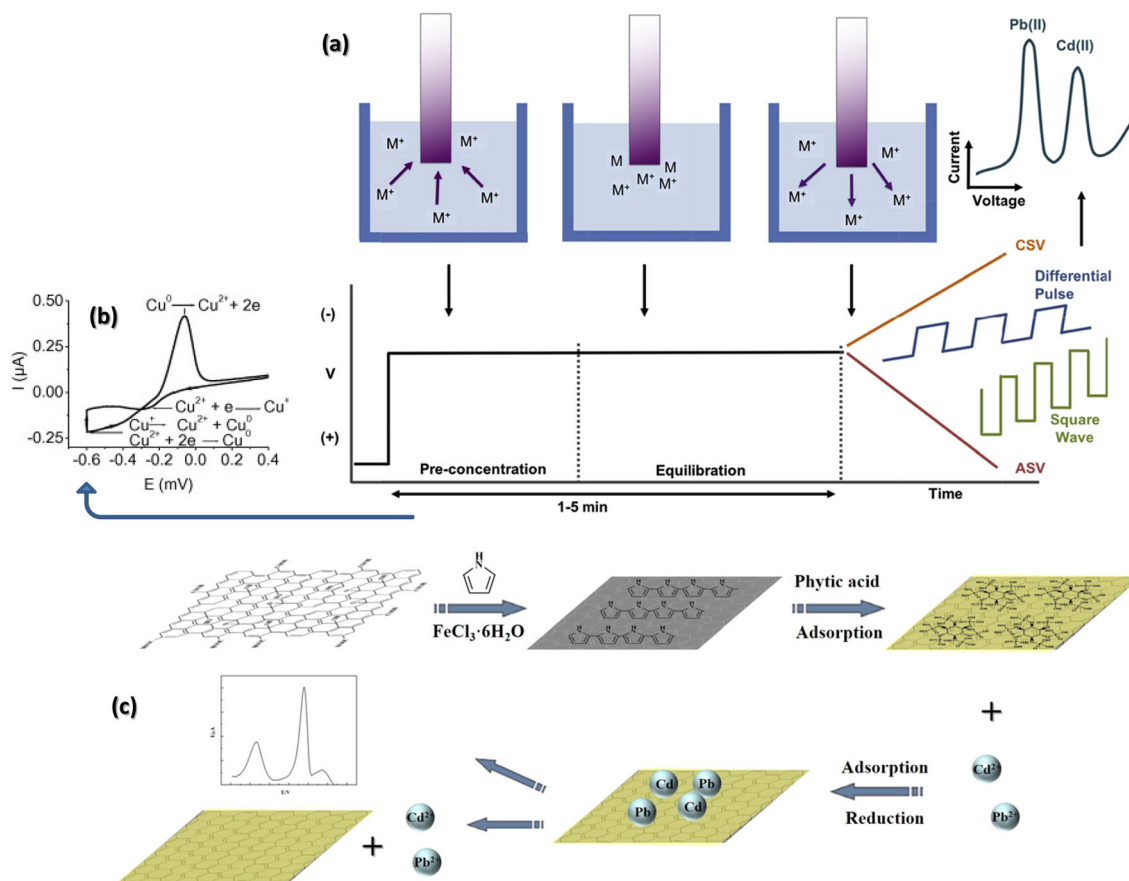 (a)
M⁺ M⁺
M⁺ M⁺
M⁺
M M
M⁺ M⁺
M⁺
M⁺ M⁺
M⁺ M⁺
M⁺
Pb(II)
Cd(II)
Current
Voltage
(-)
V
(+)
Pre-concentration
Equilibration
1-5 min
Time
CSV
Differential
Pulse
Square
Wave
ASV
(b)
Cu⁰ → Cu²⁺ + 2e
Cu²⁺ + e → Cu⁺
Cu⁺ → Cu²⁺ + Cu⁰
Cu²⁺ + 2e → Cu⁰
I (µA)
0.50
0.25
0.00
-0.25
-0.6 -0.4 -0.2 0.0 0.2 0.4
E (mV)
H
N
FeCl₃·6H₂O
Phytic acid
Adsorption
(c)
E/V
+
Cd²⁺
Pb²⁺
Adsorption
Reduction
Cd Pb
Pb Cd
+
Cd²
Pb²⁺